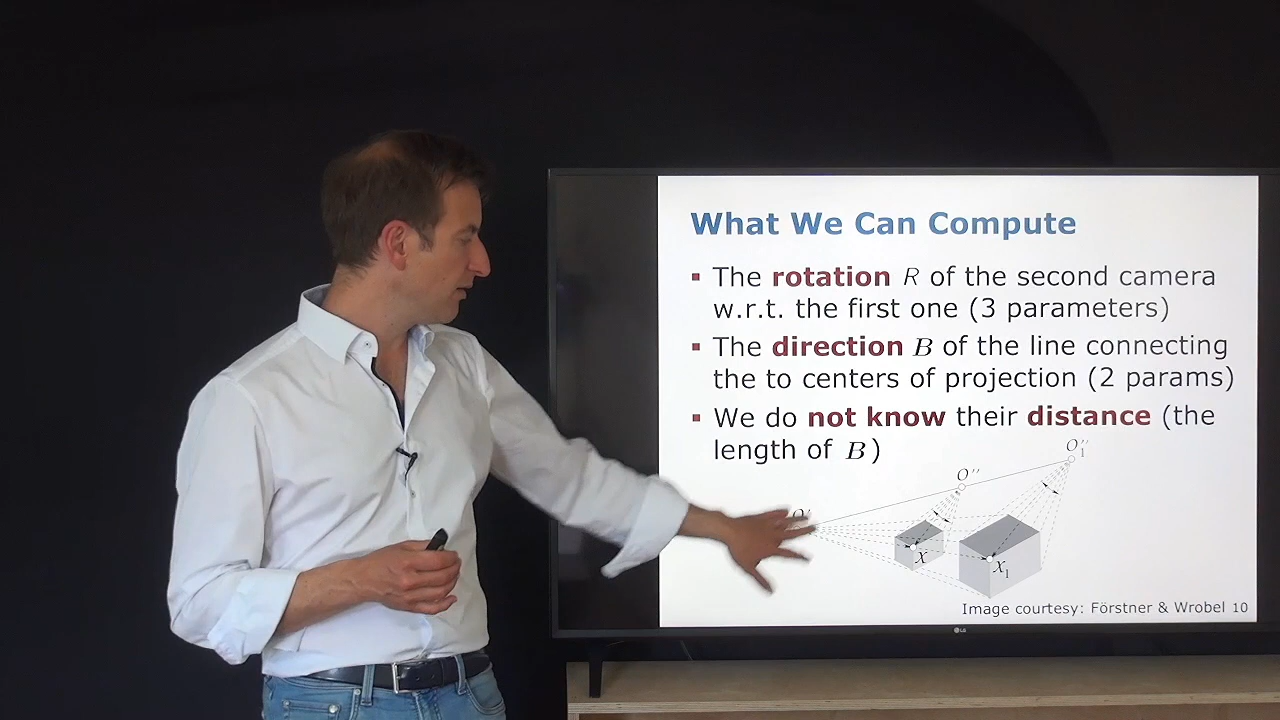 What We Can Compute
▪ The rotation R of the second camera
w.r.t. the first one (3 parameters)
▪ The direction B of the line connecting
the to centers of projection (2 params)
▪ We do not know their distance (the
length of B)
O''₁
O''
O'
x
x₁
Image courtesy: Förstner & Wrobel 10
LG